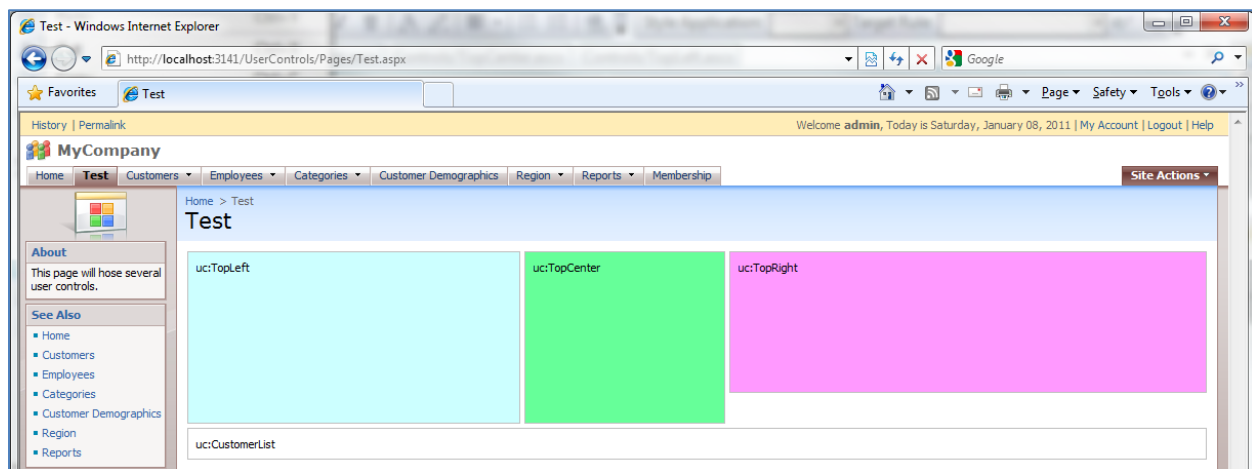 Test - Windows Internet Explorer
http://localhost:3141/UserControls/Pages/Test.aspx
Google
Favorites Test Page Safety Tools
History | Permalink Welcome admin, Today is Saturday, January 08, 2011 | My Account | Logout | Help
MyCompany
Home Test Customers Employees Categories Customer Demographics Region Reports Membership Site Actions
Home > Test
Test
About
This page will hose several
user controls.
See Also
Home
Customers
Employees
Categories
Customer Demographics
Region
Reports
uc:TopLeft uc:TopCenter uc:TopRight
uc:CustomerList